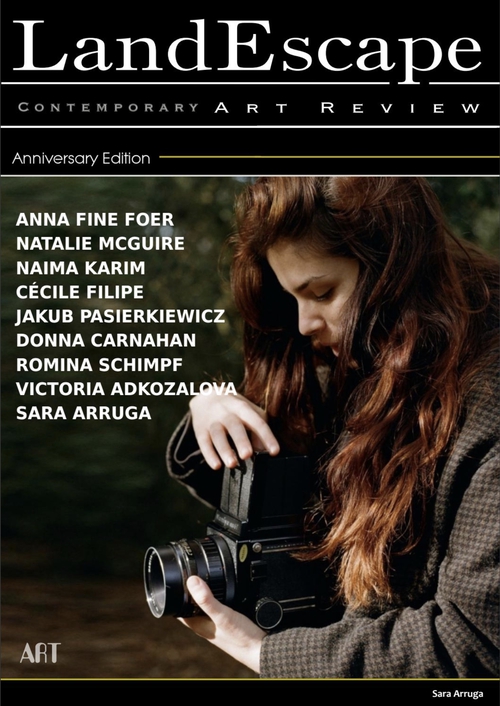 LandEscape
CONTEMPORARY ART REVIEW
Anniversary Edition
ANNA FINE FOER
NATALIE MCGUIRE
NAIMA KARIM
CÉCILE FILIPE
JAKUB PASIERKIEWICZ
DONNA CARNAHAN
ROMINA SCHIMPF
VICTORIA ADKOZALOVA
SARA ARRUGA
ART
Sara Arruga